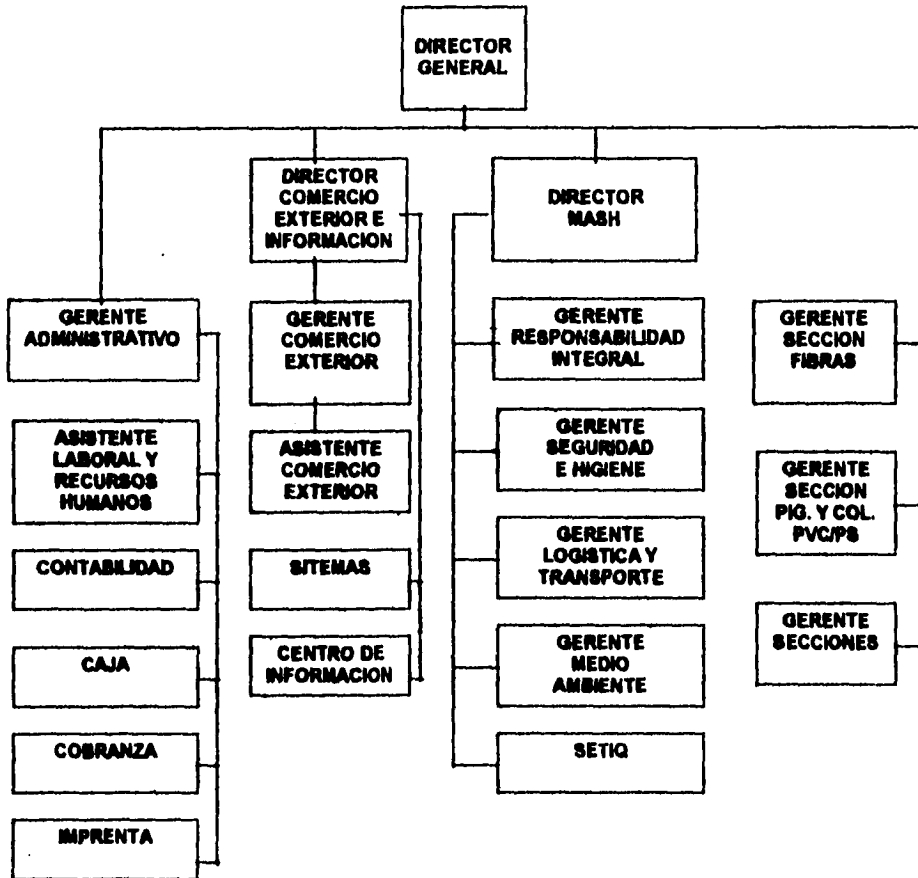 DIRECTOR
GENERAL
DIRECTOR
COMERCIO
EXTERIOR E
INFORMACION
DIRECTOR
MASH
GERENTE
ADMINISTRATIVO
GERENTE
COMERCIO
EXTERIOR
GERENTE
RESPONSABILIDAD
INTEGRAL
GERENTE
SECCION
FIBRAS
ASISTENTE
LABORAL Y
RECURSOS
HUMANOS
ASISTENTE
COMERCIO
EXTERIOR
GERENTE
SEGURIDAD
E HIGIENE
GERENTE
SECCION
PIG. Y COL.
PVC/PS
CONTABILIDAD
SITEMAS
GERENTE
LOGISTICA Y
TRANSPORTE
GERENTE
SECCIONES
CAJA
CENTRO DE
INFORMACION
GERENTE
MEDIO
AMBIENTE
COBRANZA
SETIQ
IMPRENTA